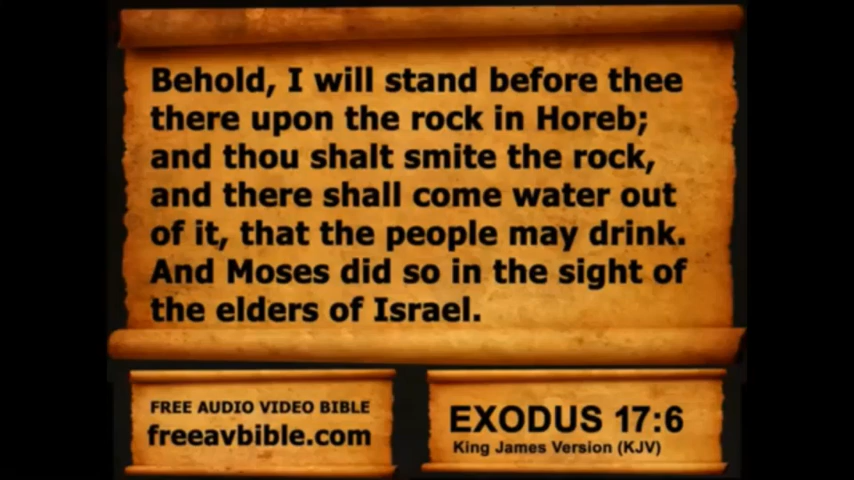 Behold, I will stand before thee
there upon the rock in Horeb;
and thou shalt smite the rock,
and there shall come water out
of it, that the people may drink.
And Moses did so in the sight of
the elders of Israel.
FREE AUDIO VIDEO BIBLE
freeavbible.com
EXODUS 17:6
King James Version (KJV)